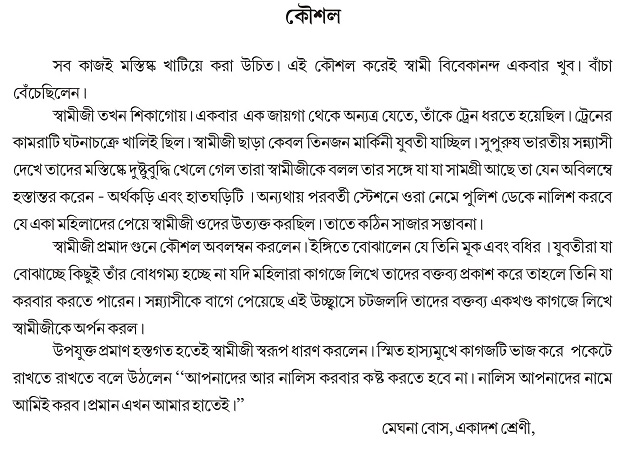 কৌশল
সব কাজই মস্তিষ্ক খাটিয়ে করা উচিত। এই কৌশল করেই স্বামী বিবেকানন্দ একবার খুব। বাঁচা
বেঁচেছিলেন।
স্বামীজী তখন শিকাগোয়। একবার এক জায়গা থেকে অন্যত্র যেতে, তাঁকে ট্রেন ধরতে হয়েছিল। ট্রেনের
কামরাটি ঘটনাচক্রে খালিই ছিল। স্বামীজী ছাড়া কেবল তিনজন মার্কিনী যুবতী যাচ্ছিল। সুপুরুষ ভারতীয় সন্ন্যাসী
দেখে তাদের মস্তিষ্কে দুষ্টুবুদ্ধি খেলে গেল তারা স্বামীজীকে বলল তার সঙ্গে যা যা সামগ্রী আছে তা যেন অবিলম্বে
হস্তান্তর করেন - অর্থকড়ি এবং হাতঘড়িটি । অন্যথায় পরবর্তী স্টেশনে ওরা নেমে পুলিশ ডেকে নালিশ করবে
যে একা মহিলাদের পেয়ে স্বামীজী ওদের উত্যক্ত করছিল। তাতে কঠিন সাজার সম্ভাবনা।
স্বামীজী প্রমাদ গুনে কৌশল অবলম্বন করলেন। ইঙ্গিতে বোঝালেন যে তিনি মূক এবং বধির । যুবতীরা যা
বোঝাচ্ছে কিছুই তাঁর বোধগম্য হচ্ছে না যদি মহিলারা কাগজে লিখে তাদের বক্তব্য প্রকাশ করে তাহলে তিনি যা
করবার করতে পারেন। সন্ন্যাসীকে বাগে পেয়েছে এই উচ্ছ্বাসে চটজলদি তাদের বক্তব্য একখণ্ড কাগজে লিখে
স্বামীজীকে অর্পন করল।
উপযুক্ত প্রমাণ হস্তগত হতেই স্বামীজী স্বরূপ ধারণ করলেন। স্মিত হাস্যমুখে কাগজটি ভাজ করে পকেটে
রাখতে রাখতে বলে উঠলেন ‘‘আপনাদের আর নালিস করবার কষ্ট করতে হবে না। নালিস আপনাদের নামে
আমিই করব। প্রমান এখন আমার হাতেই।”
মেঘনা বোস, একাদশ শ্রেণী,